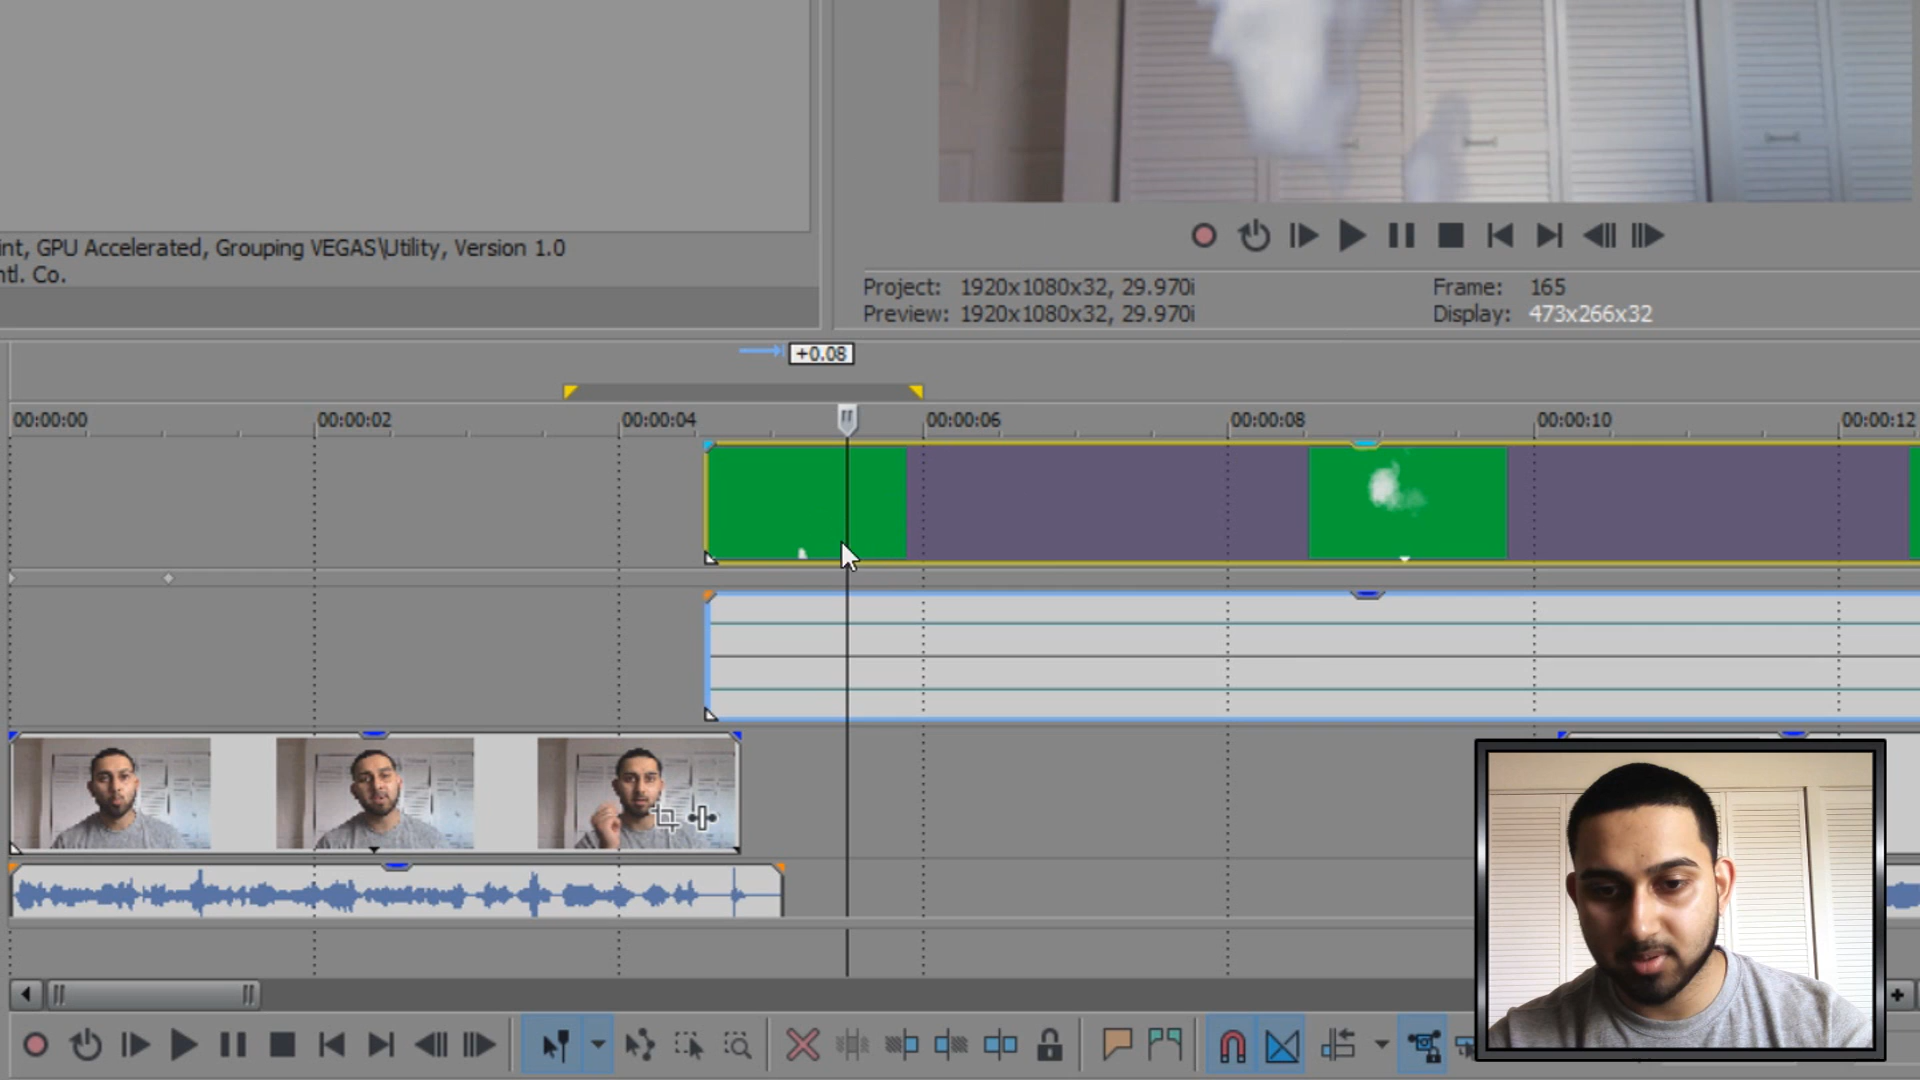 int, GPU Accelerated, Grouping VEGAS\Utility, Version 1.0
ntl. Co.
Project: 1920x1080x32, 29.970i
Frame: 165
Preview: 1920x1080x32, 29.970i
Display: 473x266x32
+0.08
00:00:00 00:00:02 00:00:04 00:00:06 00:00:08 00:00:10 00:00:12